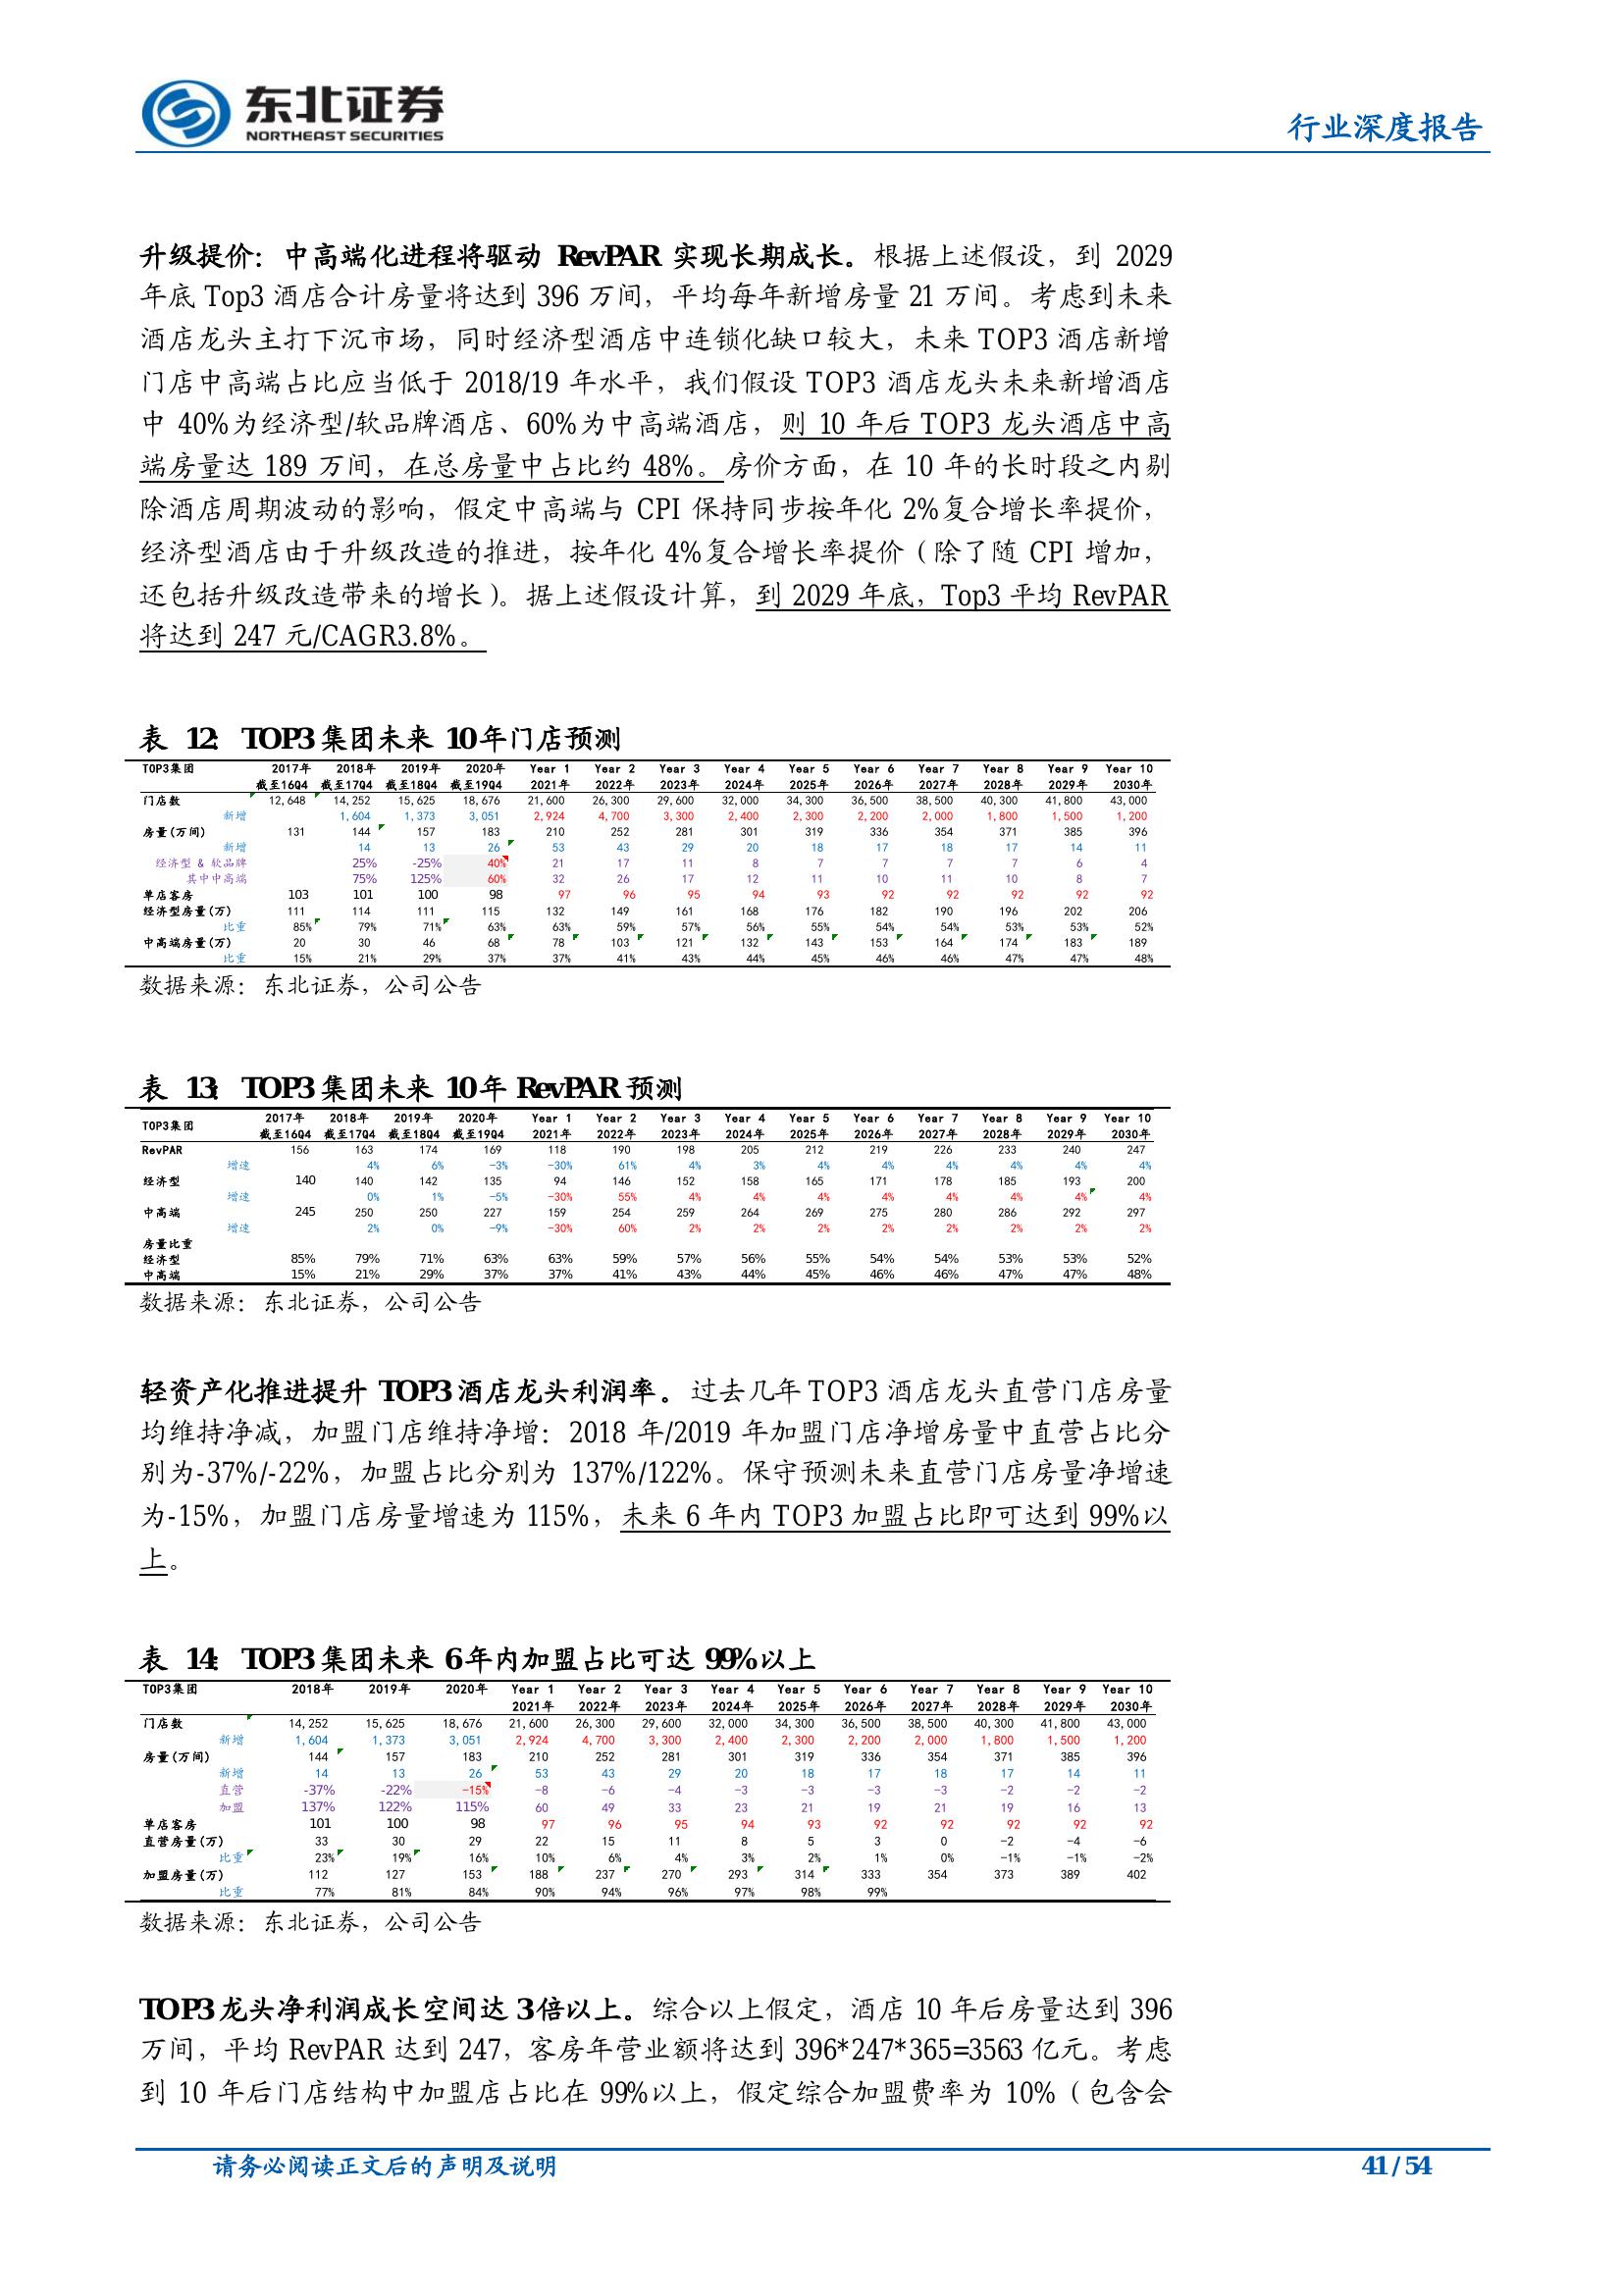 东北证券
NORTHEAST SECURITIES
行业深度报告
升级提价：中高端化进程将驱动 RevPAR 实现长期成长。根据上述假设，到 2029
年底 Top3 酒店合计房量将达到 396 万间，平均每年新增房量 21 万间。考虑到未来
酒店龙头主打下沉市场，同时经济型酒店中连锁化缺口较大，未来 TOP3 酒店新增
门店中高端占比应当低于 2018/19 年水平，我们假设 TOP3 酒店龙头未来新增酒店
中 40%为经济型/软品牌酒店、60%为中高端酒店，则 10 年后 TOP3 龙头酒店中高
端房量达 189 万间，在总房量中占比约 48%。房价方面，在 10 年的长时段之内剔
除酒店周期波动的影响，假定中高端与 CPI 保持同步按年化 2%复合增长率提价，
经济型酒店由于升级改造的推进，按年化 4%复合增长率提价（除了随 CPI 增加，
还包括升级改造带来的增长）。据上述假设计算，到 2029 年底，Top3 平均 RevPAR
将达到 247 元/CAGR3.8%。
表 12： TOP3 集团未来 10 年门店预测
TOP3集团 2017年 2018年 2019年 2020年 Year 1 Year 2 Year 3 Year 4 Year 5 Year 6 Year 7 Year 8 Year 9 Year 10
截至16Q4 截至17Q4 截至18Q4 截至19Q4 2021年 2022年 2023年 2024年 2025年 2026年 2027年 2028年 2029年 2030年
门店数 12,648 14,252 15,625 18,676 21,600 26,300 29,600 32,000 34,300 36,500 38,500 40,300 41,800 43,000
新增 1,604 1,373 3,051 2,924 4,700 3,300 2,400 2,300 2,200 2,000 1,800 1,500 1,200
房量(万间) 131 144 157 183 210 252 281 301 319 336 354 371 385 396
新增 14 13 26 53 43 29 20 18 17 18 17 14 11
经济型 & 软品牌 25% -25% 40% 21 17 11 8 7 7 7 7 6 4
其中中高端 75% 125% 60% 32 26 17 12 11 10 11 10 8 7
单店客房 103 101 100 98 97 96 95 94 93 92 92 92 92 92
经济型房量(万) 111 114 111 115 132 149 161 168 176 182 190 196 202 206
比重 85% 79% 71% 63% 63% 59% 57% 56% 55% 54% 54% 53% 53% 52%
中高端房量(万) 20 30 46 68 78 103 121 132 143 153 164 174 183 189
比重 15% 21% 29% 37% 37% 41% 43% 44% 45% 46% 46% 47% 47% 48%
数据来源：东北证券，公司公告
表 13： TOP3 集团未来 10 年 RevPAR 预测
TOP3集团 2017年 2018年 2019年 2020年 Year 1 Year 2 Year 3 Year 4 Year 5 Year 6 Year 7 Year 8 Year 9 Year 10
截至16Q4 截至17Q4 截至18Q4 截至19Q4 2021年 2022年 2023年 2024年 2025年 2026年 2027年 2028年 2029年 2030年
RevPAR 156 163 174 169 118 190 198 205 212 219 226 233 240 247
增速 4% 6% -3% -30% 61% 4% 3% 4% 4% 4% 4% 4% 4%
经济型 140 140 142 135 94 146 152 158 165 171 178 185 193 200
增速 0% 1% -5% -30% 55% 4% 4% 4% 4% 4% 4% 4% 4%
中高端 245 250 250 227 159 254 259 264 269 275 280 286 292 297
增速 2% 0% -9% -30% 60% 2% 2% 2% 2% 2% 2% 2% 2%
房量比重
经济型 85% 79% 71% 63% 63% 59% 57% 56% 55% 54% 54% 53% 53% 52%
中高端 15% 21% 29% 37% 37% 41% 43% 44% 45% 46% 46% 47% 47% 48%
数据来源：东北证券，公司公告
轻资产化推进提升 TOP3 酒店龙头利润率。过去几年 TOP3 酒店龙头直营门店房量
均维持净减，加盟门店维持净增：2018 年/2019 年加盟门店净增房量中直营占比分
别为-37%/-22%，加盟占比分别为 137%/122%。保守预测未来直营门店房量净增速
为-15%，加盟门店房量增速为 115%，未来 6 年内 TOP3 加盟占比即可达到 99%以
上。
表 14： TOP3 集团未来 6 年内加盟占比可达 99%以上
TOP3集团 2018年 2019年 2020年 Year 1 Year 2 Year 3 Year 4 Year 5 Year 6 Year 7 Year 8 Year 9 Year 10
2021年 2022年 2023年 2024年 2025年 2026年 2027年 2028年 2029年 2030年
门店数 14,252 15,625 18,676 21,600 26,300 29,600 32,000 34,300 36,500 38,500 40,300 41,800 43,000
新增 1,604 1,373 3,051 2,924 4,700 3,300 2,400 2,300 2,200 2,000 1,800 1,500 1,200
房量(万间) 144 157 183 210 252 281 301 319 336 354 371 385 396
新增 14 13 26 53 43 29 20 18 17 18 17 14 11
直营 -37% -22% -15% -8 -6 -4 -3 -3 -3 -3 -2 -2 -2
加盟 137% 122% 115% 60 49 33 23 21 19 21 19 16 13
单店客房 101 100 98 97 96 95 94 93 92 92 92 92 92
直营房量(万) 33 30 29 22 15 11 8 5 3 0 -2 -4 -6
比重 23% 19% 16% 10% 6% 4% 3% 2% 1% 0% -1% -1% -2%
加盟房量(万) 112 127 153 188 237 270 293 314 333 354 373 389 402
比重 77% 81% 84% 90% 94% 96% 97% 98% 99%
数据来源：东北证券，公司公告
TOP3 龙头净利润成长空间达 3 倍以上。综合以上假定，酒店 10 年后房量达到 396
万间，平均 RevPAR 达到 247，客房年营业额将达到 396*247*365=3563 亿元。考虑
到 10 年后门店结构中加盟店占比在 99%以上，假定综合加盟费率为 10%（包含会
请务必阅读正文后的声明及说明
41 / 54